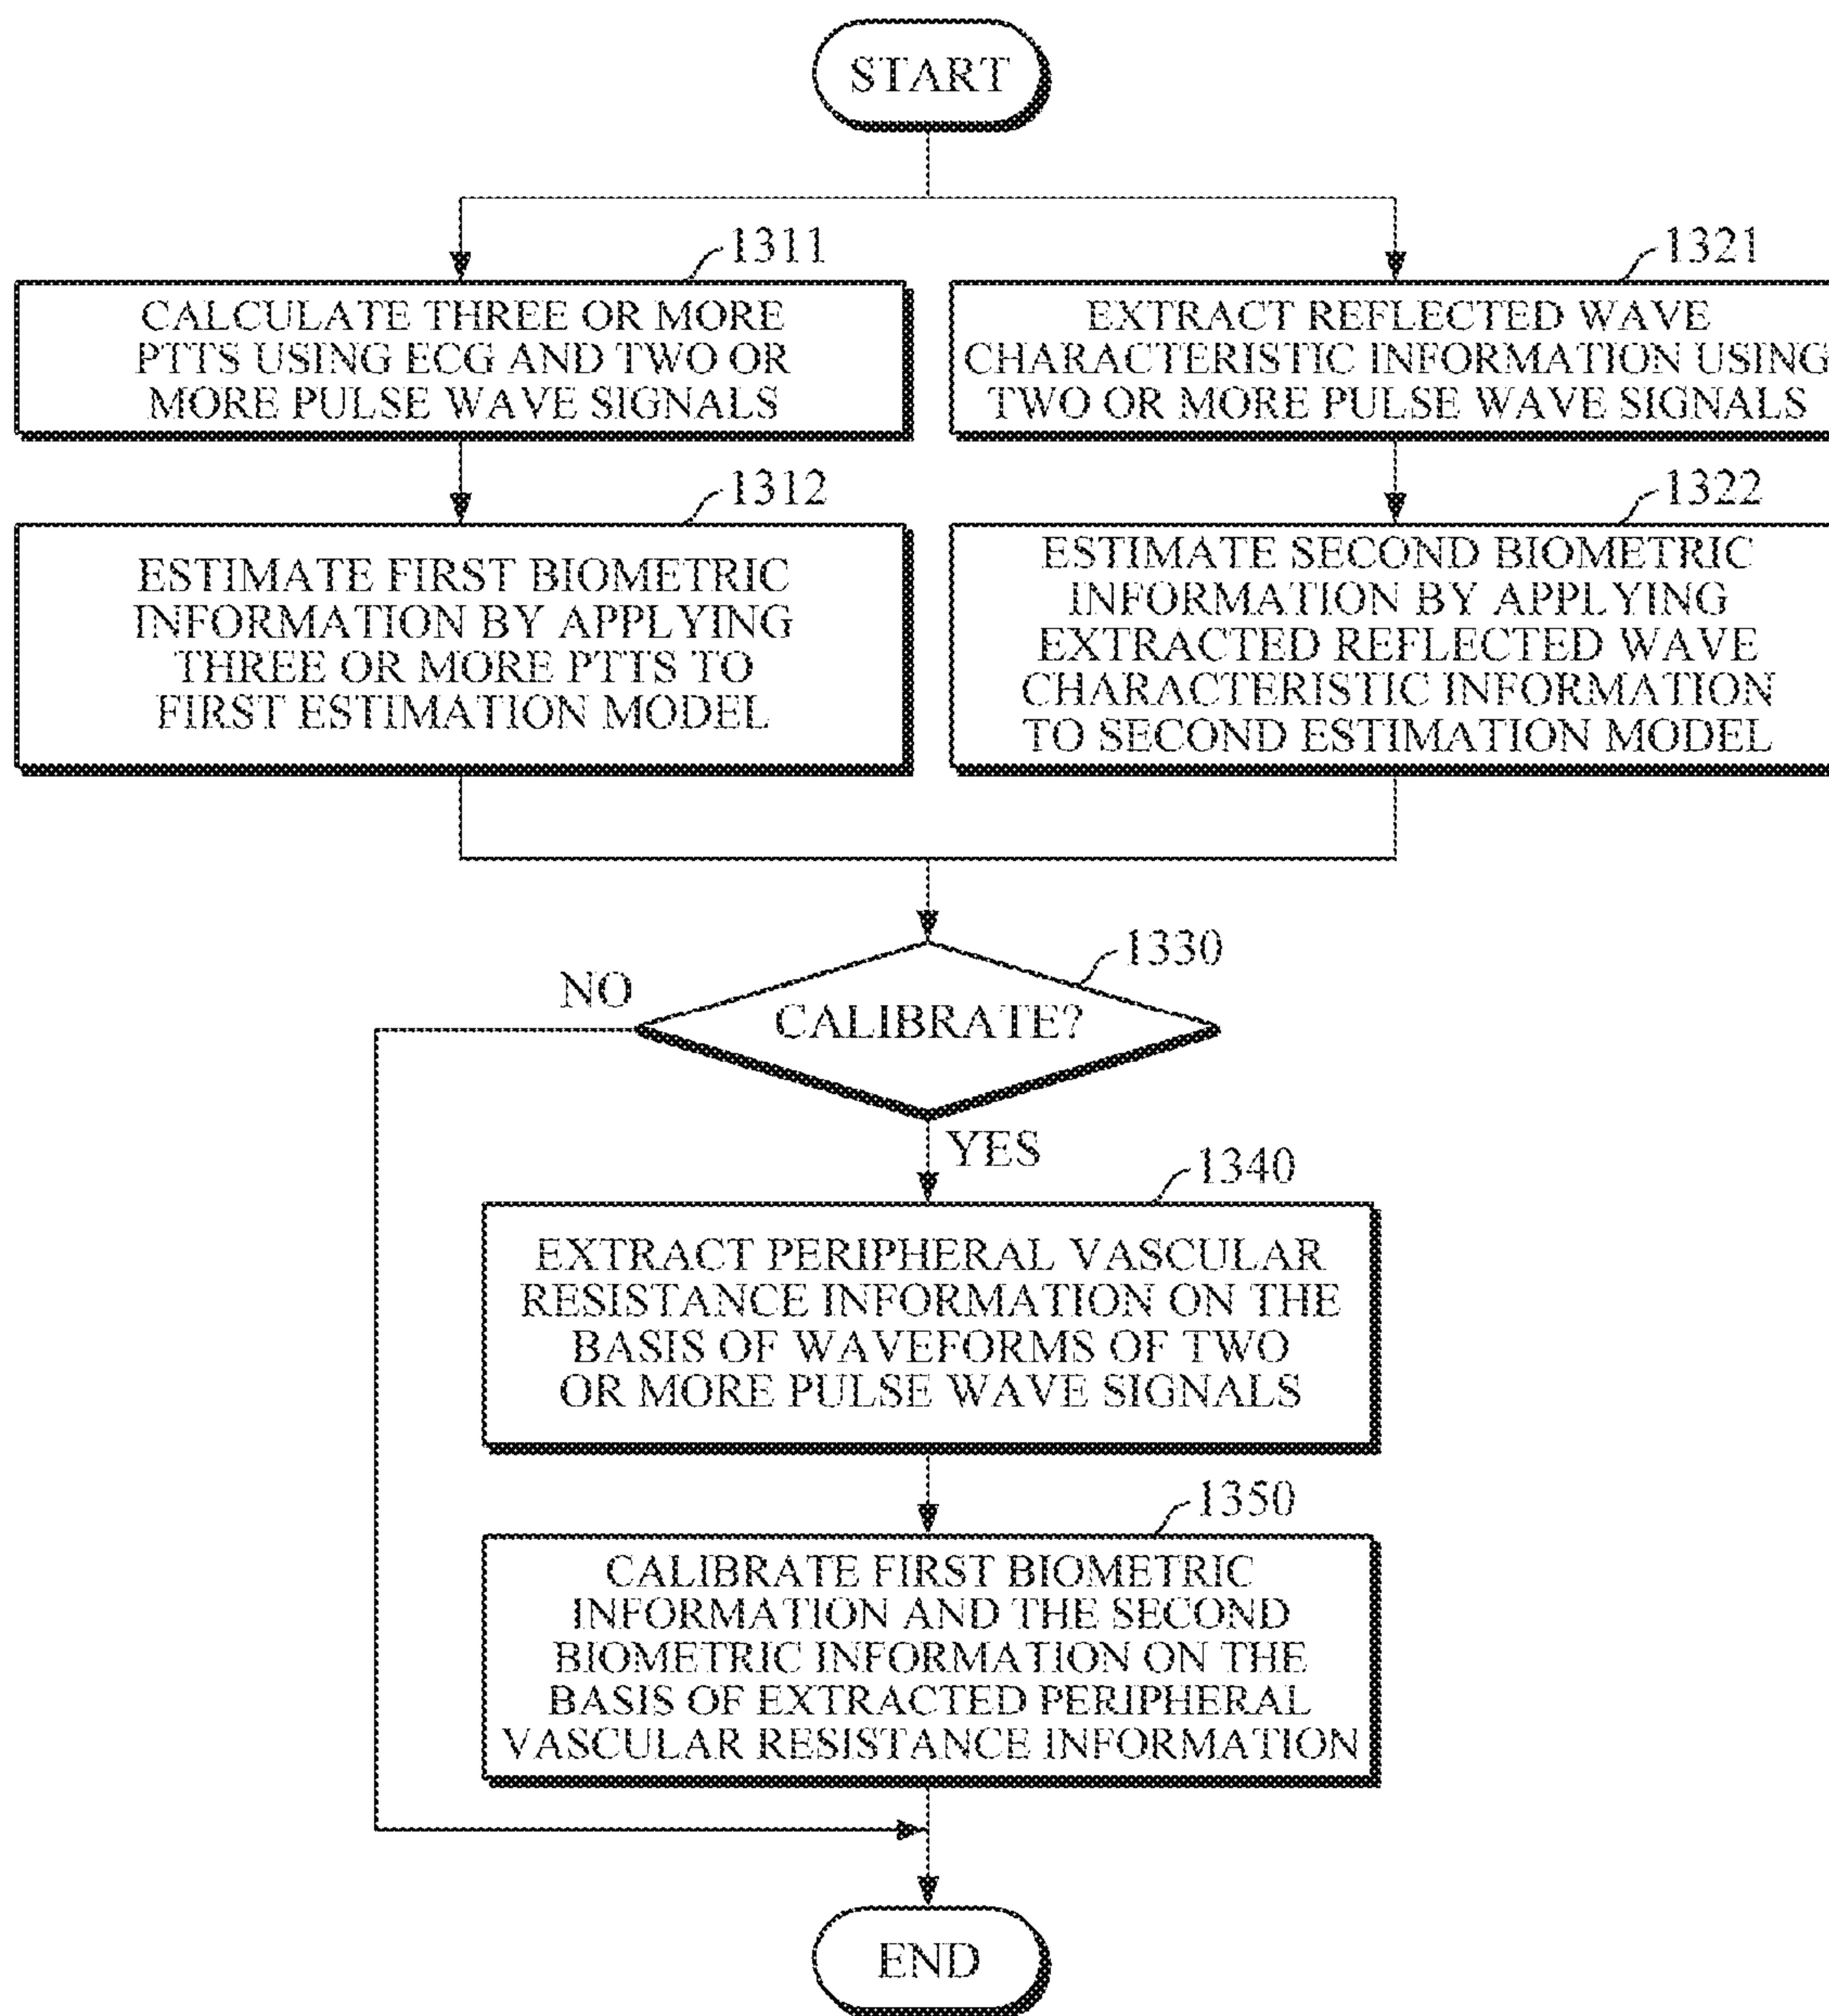 START
1311
CALCULATE THREE OR MORE
PTTS USING ECG AND TWO OR
MORE PULSE WAVE SIGNALS
1321
EXTRACT REFLECTED WAVE
CHARACTERISTIC INFORMATION USING
TWO OR MORE PULSE WAVE SIGNALS
1312
ESTIMATE FIRST BIOMETRIC
INFORMATION BY APPLYING
THREE OR MORE PTTS TO
FIRST ESTIMATION MODEL
1322
ESTIMATE SECOND BIOMETRIC
INFORMATION BY APPLYING
EXTRACTED REFLECTED WAVE
CHARACTERISTIC INFORMATION
TO SECOND ESTIMATION MODEL
1330
NO
CALIBRATE?
YES
1340
EXTRACT PERIPHERAL VASCULAR
RESISTANCE INFORMATION ON THE
BASIS OF WAVEFORMS OF TWO
OR MORE PULSE WAVE SIGNALS
1350
CALIBRATE FIRST BIOMETRIC
INFORMATION AND THE SECOND
BIOMETRIC INFORMATION ON THE
BASIS OF EXTRACTED PERIPHERAL
VASCULAR RESISTANCE INFORMATION
END